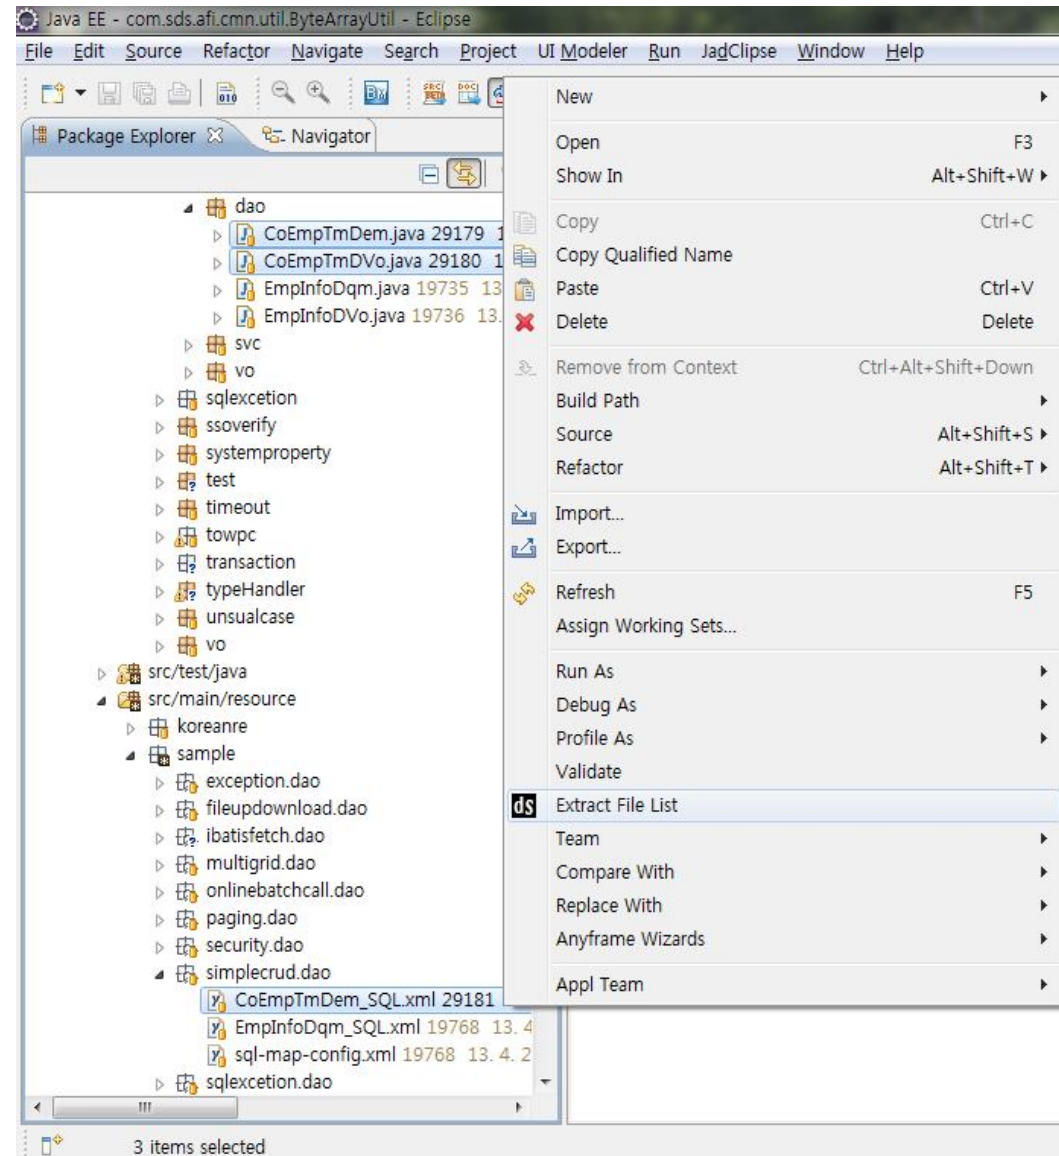 Java EE - com.sds.afi.cmn.util.ByteArrayUtil - Eclipse
File Edit Source Refactor Navigate Search Project UI Modeler Run JadClipse Window Help
Package Explorer Navigator
dao
CoEmpTmDem.java 29179 1
CoEmpTmDVo.java 29180 1
EmpInfoDqm.java 19735 13
EmpInfoDVo.java 19736 13.
svc
vo
sqlexcetion
ssoverify
systemproperty
test
timeout
towpc
transaction
typeHandler
unsualcase
vo
src/test/java
src/main/resource
koreanre
sample
exception.dao
fileupdownload.dao
ibatisfetch.dao
multigrid.dao
onlinebatchcall.dao
paging.dao
security.dao
simplecrud.dao
CoEmpTmDem_SQL.xml 29181
EmpInfoDqm_SQL.xml 19768 13. 4
sql-map-config.xml 19768 13. 4. 2
sqlexcetion.dao
3 items selected
New
Open F3
Show In Alt+Shift+W
Copy Ctrl+C
Copy Qualified Name
Paste Ctrl+V
Delete Delete
Remove from Context Ctrl+Alt+Shift+Down
Build Path
Source Alt+Shift+S
Refactor Alt+Shift+T
Import...
Export...
Refresh F5
Assign Working Sets...
Run As
Debug As
Profile As
Validate
ds Extract File List
Team
Compare With
Replace With
Anyframe Wizards
Appl Team